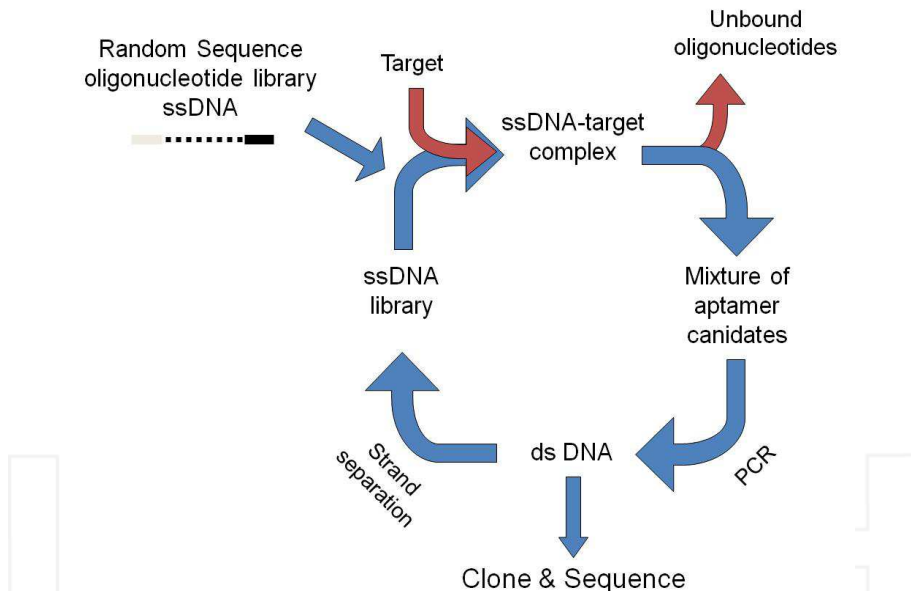 Random Sequence
oligonucleotide library
ssDNA
Target
Unbound
oligonucleotides
ssDNA-target
complex
ssDNA
library
Mixture of
aptamer
canidates
Strand
separation
ds DNA
PCR
Clone & Sequence